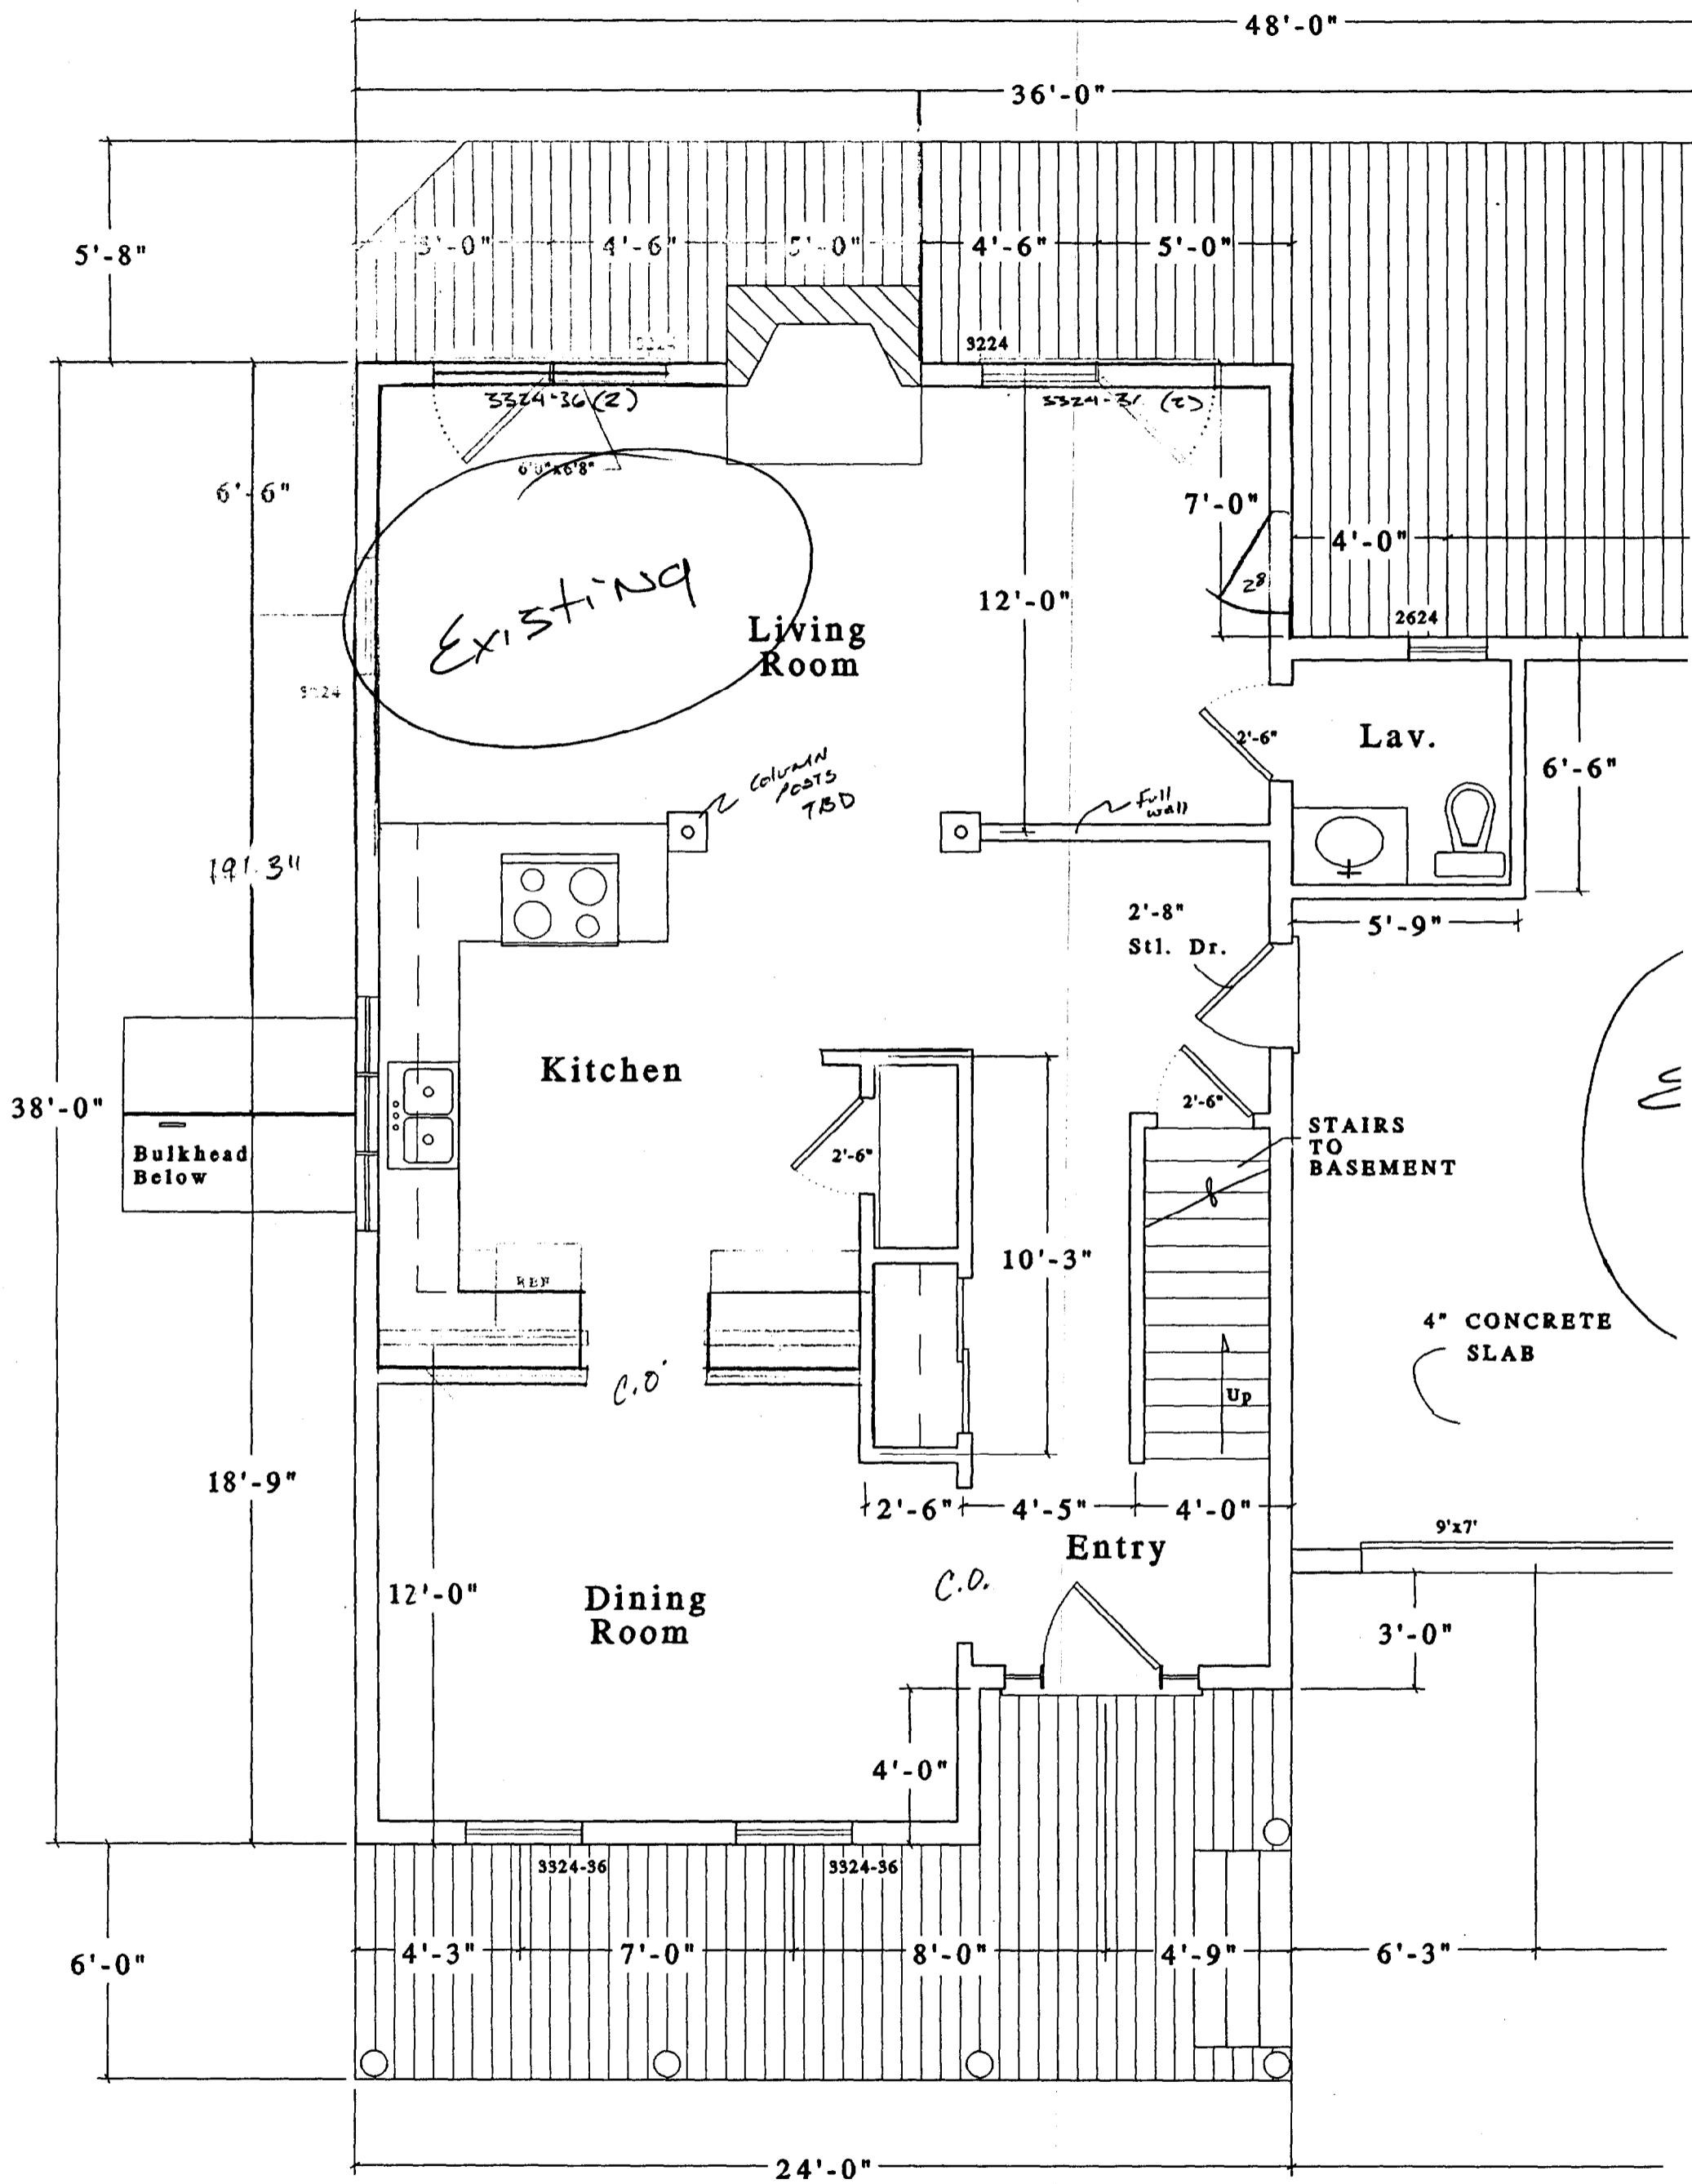 48'-0"
36'-0"
5'-8"
4'-6"
5'-0"
4'-6"
5'-0"
3224
3324-36 (2)
6'0"x6'8"
6'-6"
7'-0"
4'-0"
28
2624
Existing
12'-0"
Living
Room
Lav.
2'-6"
6'-6"
column
posts
TBD
Full
wall
19'-3"
2'-8"
Stl. Dr.
5'-9"
Kitchen
38'-0"
2'-6"
Bulkhead
Below
STAIRS
TO
BASEMENT
2'-6"
10'-3"
REF
4" CONCRETE
SLAB
C.O.
Up
18'-9"
2'-6"
4'-5"
4'-0"
9'x7'
Entry
12'-0"
Dining
Room
C.O.
3'-0"
4'-0"
3324-36
3324-36
6'-0"
4'-3"
7'-0"
8'-0"
4'-9"
6'-3"
24'-0"